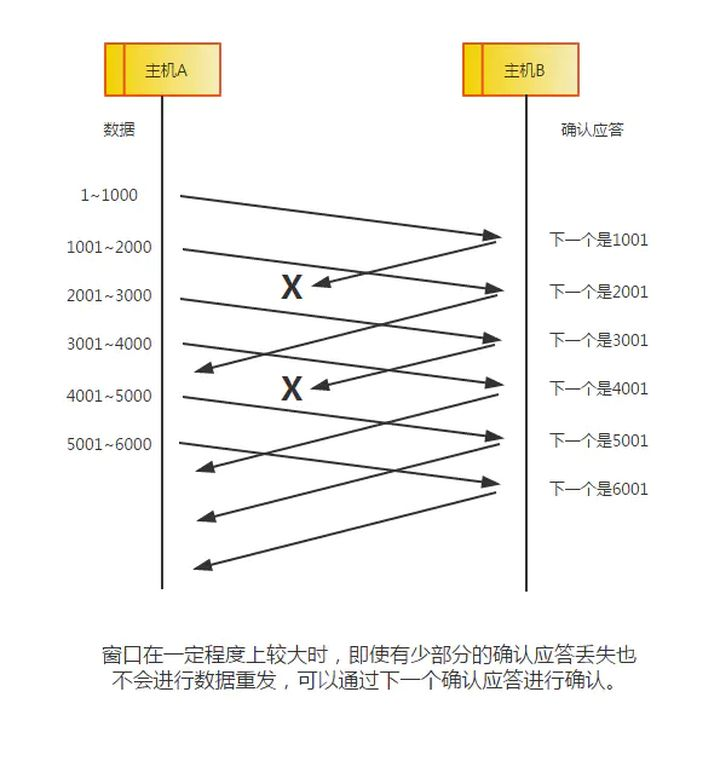 主机A
主机B
数据
确认应答
1~1000
下一个是1001
1001~2000
下一个是2001
2001~3000
下一个是3001
3001~4000
下一个是4001
4001~5000
下一个是5001
5001~6000
下一个是6001
X
X
窗口在一定程度上较大时，即使有少部分的确认应答丢失也
不会进行数据重发，可以通过下一个确认应答进行确认。